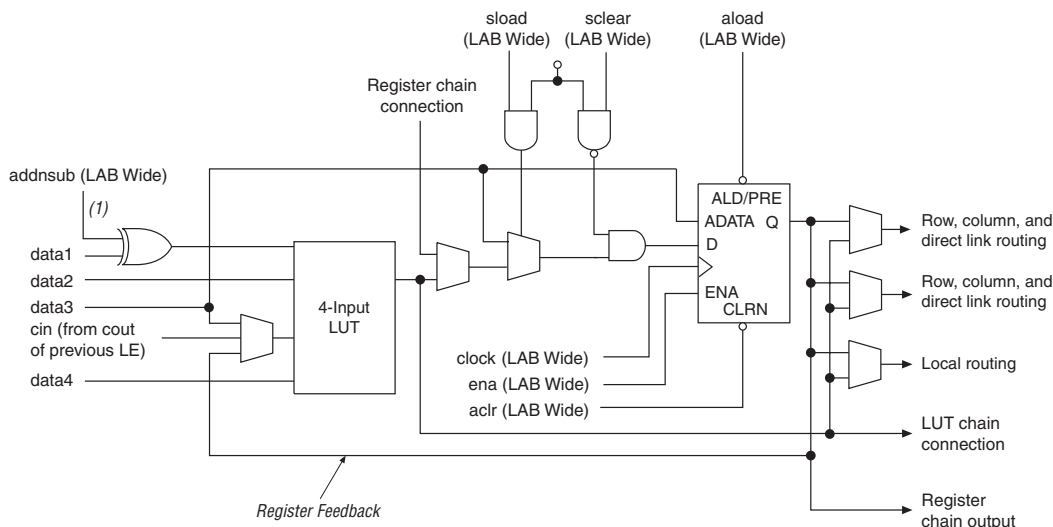 sload
(LAB Wide)
sclear
(LAB Wide)
aload
(LAB Wide)
Register chain
connection
addnsub (LAB Wide)
(1)
data1
data2
data3
cin (from cout
of previous LE)
data4
4-Input
LUT
ALD/PRE
ADATA
Q
D
ENA
CLRN
clock (LAB Wide)
ena (LAB Wide)
aclr (LAB Wide)
Row, column, and
direct link routing
Row, column, and
direct link routing
Local routing
LUT chain
connection
Register
chain output
Register Feedback